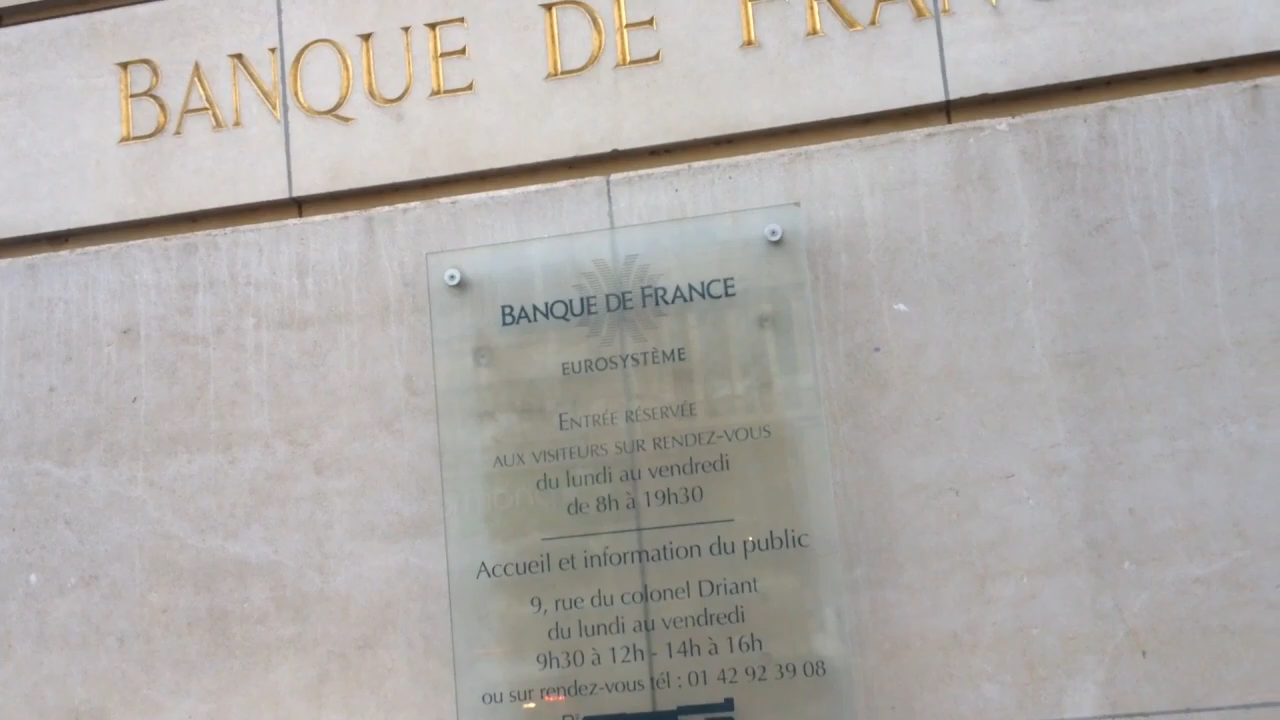 BANQUE DE FRANC
BANQUE DE FRANCE
EUROSYSTÈME
ENTRÉE RÉSERVÉE
AUX VISITEURS SUR RENDEZ-VOUS
du lundi au vendredi
de 8h à 19h30
Accueil et information du public
9, rue du colonel Driant
du lundi au vendredi
9h30 à 12h - 14h à 16h
ou sur rendez-vous tél : 01 42 92 39 08